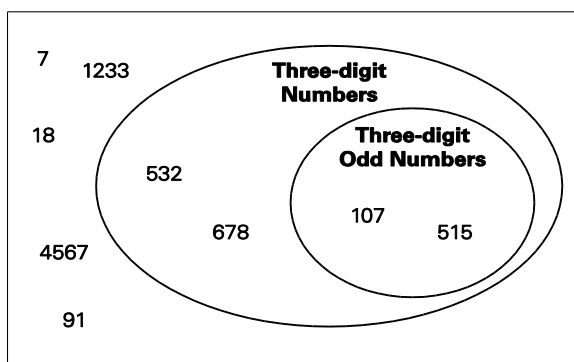 7
1233
Three-digit
Numbers
18
Three-digit
Odd Numbers
532
107
678
515
4567
91